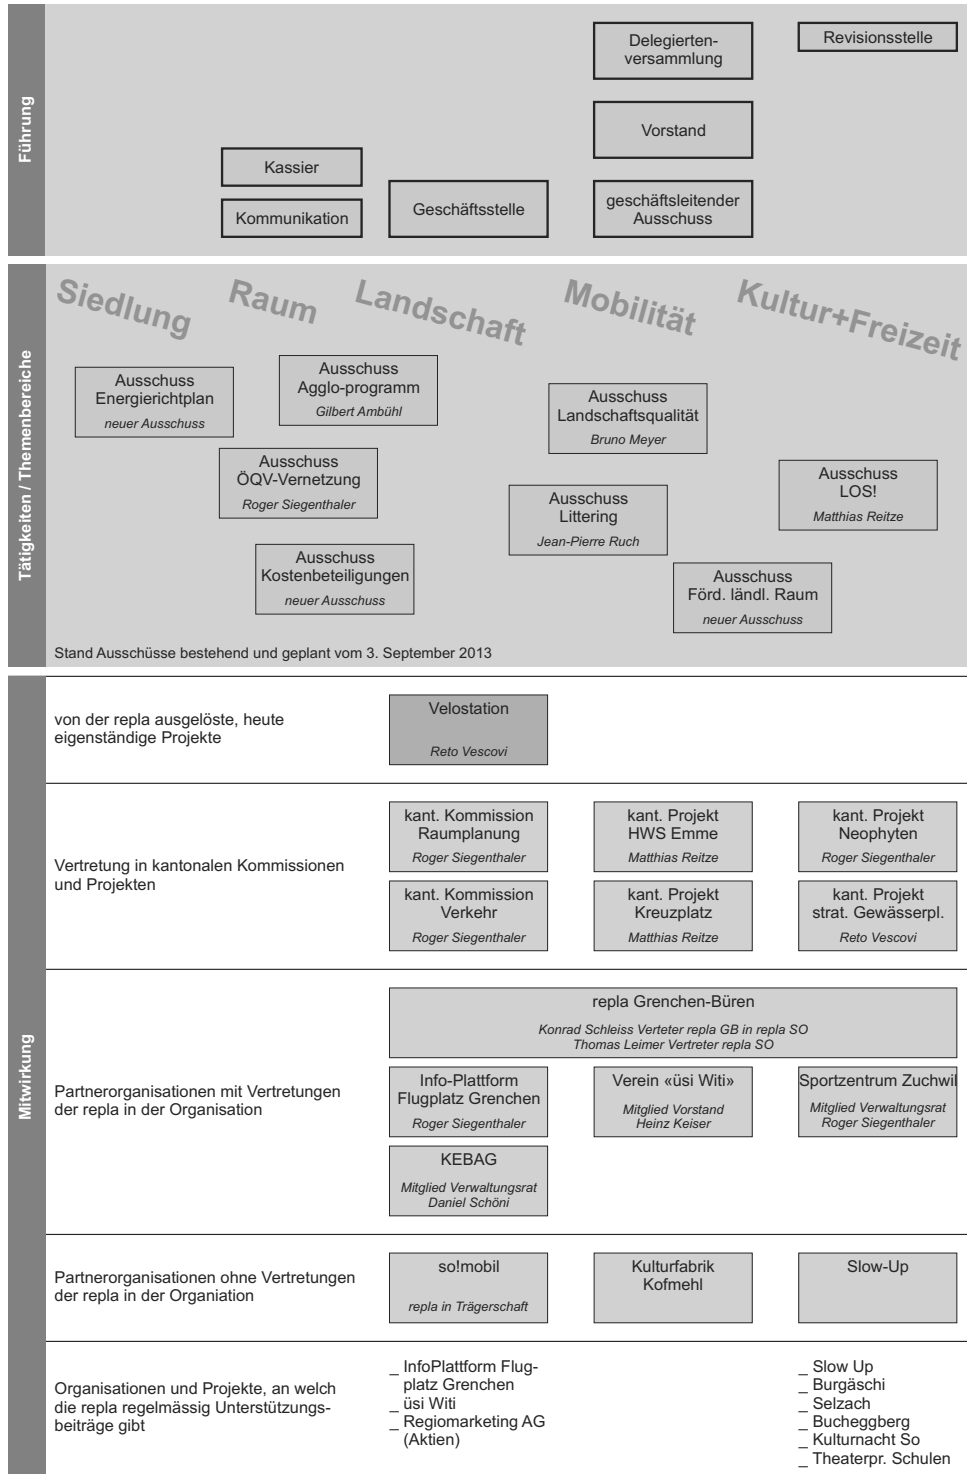 Führung
Delegierten-
versammlung
Revisionsstelle
Vorstand
Kassier
Kommunikation
Geschäftsstelle
geschäftsleitender
Ausschuss
Tätigkeiten / Themenbereiche
Siedlung
Raum
Landschaft
Mobilität
Kultur+Freizeit
Ausschuss
Energierichtplan
neuer Ausschuss
Ausschuss
Agglo-programm
Gilbert Ambühl
Ausschuss
Landschaftsqualität
Bruno Meyer
Ausschuss
ÖQV-Vernetzung
Roger Siegenthaler
Ausschuss
LOS!
Matthias Reitze
Ausschuss
Littering
Jean-Pierre Ruch
Ausschuss
Kostenbeteiligungen
neuer Ausschuss
Ausschuss
Förd. ländl. Raum
neuer Ausschuss
Stand Ausschüsse bestehend und geplant vom 3. September 2013
Mitwirkung
von der repla ausgelöste, heute
eigenständige Projekte
Velostation
Reto Vescovi
Vertretung in kantonalen Kommissionen
und Projekten
kant. Kommission
Raumplanung
Roger Siegenthaler
kant. Projekt
HWS Emme
Matthias Reitze
kant. Projekt
Neophyten
Roger Siegenthaler
kant. Kommission
Verkehr
Roger Siegenthaler
kant. Projekt
Kreuzplatz
Matthias Reitze
kant. Projekt
strat. Gewässerpl.
Reto Vescovi
Partnerorganisationen mit Vertretungen
der repla in der Organisation
repla Grenchen-Büren
Konrad Schleiss Verteter repla GB in repla SO
Thomas Leimer Vertreter repla SO
Info-Plattform
Flugplatz Grenchen
Roger Siegenthaler
Verein «üsi Witi»
Mitglied Vorstand
Heinz Keiser
Sportzentrum Zuchwil
Mitglied Verwaltungsrat
Roger Siegenthaler
KEBAG
Mitglied Verwaltungsrat
Daniel Schöni
Partnerorganisationen ohne Vertretungen
der repla in der Organiation
so!mobil
repla in Trägerschaft
Kulturfabrik
Kofmehl
Slow-Up
Organisationen und Projekte, an welch
die repla regelmässig Unterstützungs-
beiträge gibt
_ InfoPlattform Flug-
platz Grenchen
_ üsi Witi
_ Regiomarketing AG
(Aktien)
_ Slow Up
_ Burgäschi
_ Selzach
_ Bucheggberg
_ Kulturnacht So
_ Theaterpr. Schulen